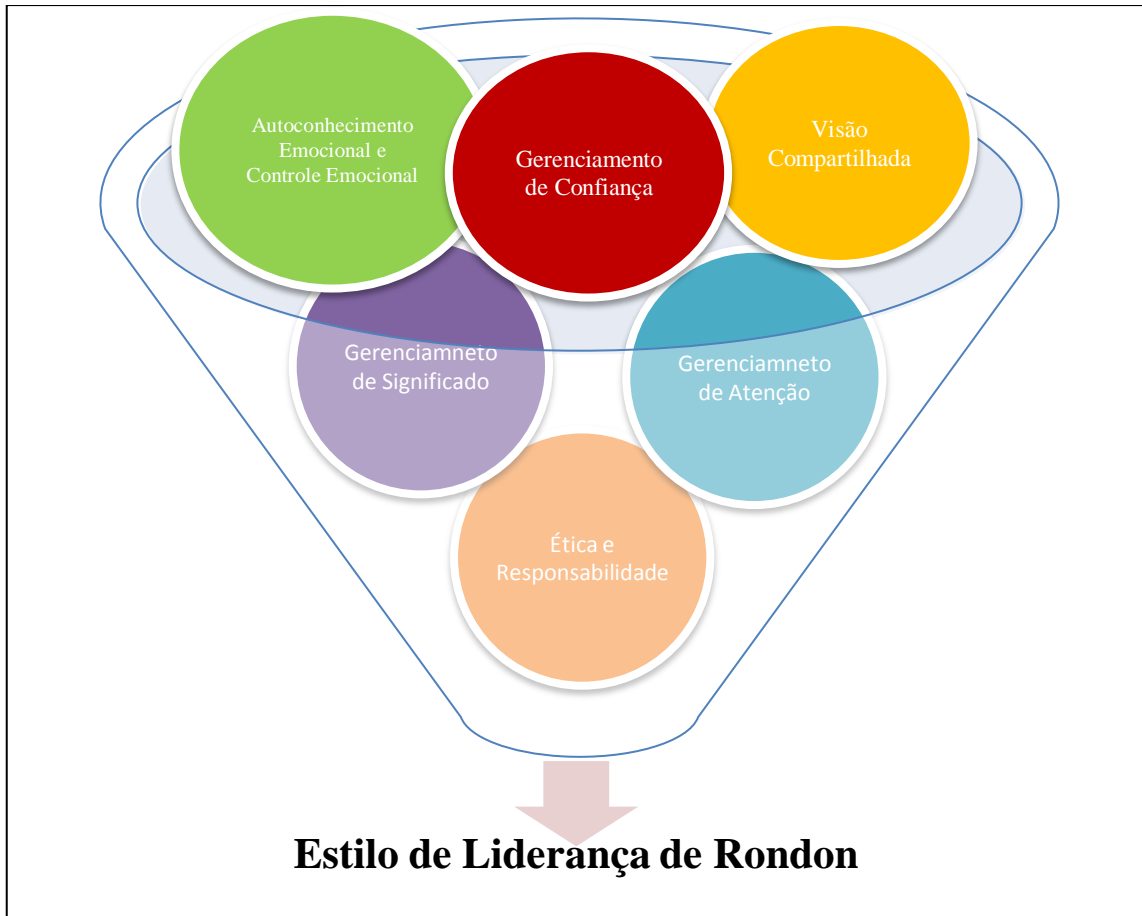 Autoconhecimento
Emocional e
Controle Emocional
Gerenciamento
de Confiança
Visão
Compartilhada
Gerenciamneto
de Significado
Gerenciamneto
de Atenção
Ética e
Responsabilidade
Estilo de Liderança de Rondon